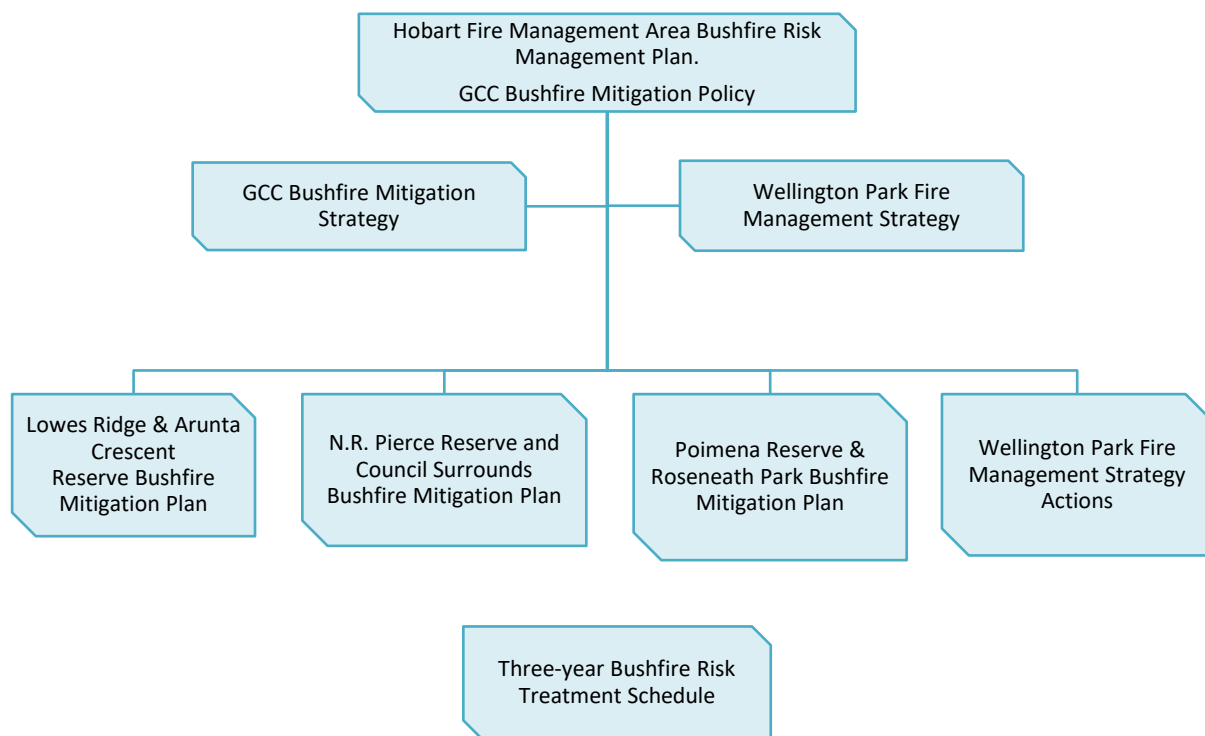 Hobart Fire Management Area Bushfire Risk
Management Plan.
GCC Bushfire Mitigation Policy
GCC Bushfire Mitigation
Strategy
Wellington Park Fire
Management Strategy
Lowes Ridge & Arunta
Crescent
Reserve Bushfire
Mitigation Plan
N.R. Pierce Reserve and
Council Surrounds
Bushfire Mitigation Plan
Poimena Reserve &
Roseneath Park Bushfire
Mitigation Plan
Wellington Park Fire
Management Strategy
Actions
Three-year Bushfire Risk
Treatment Schedule